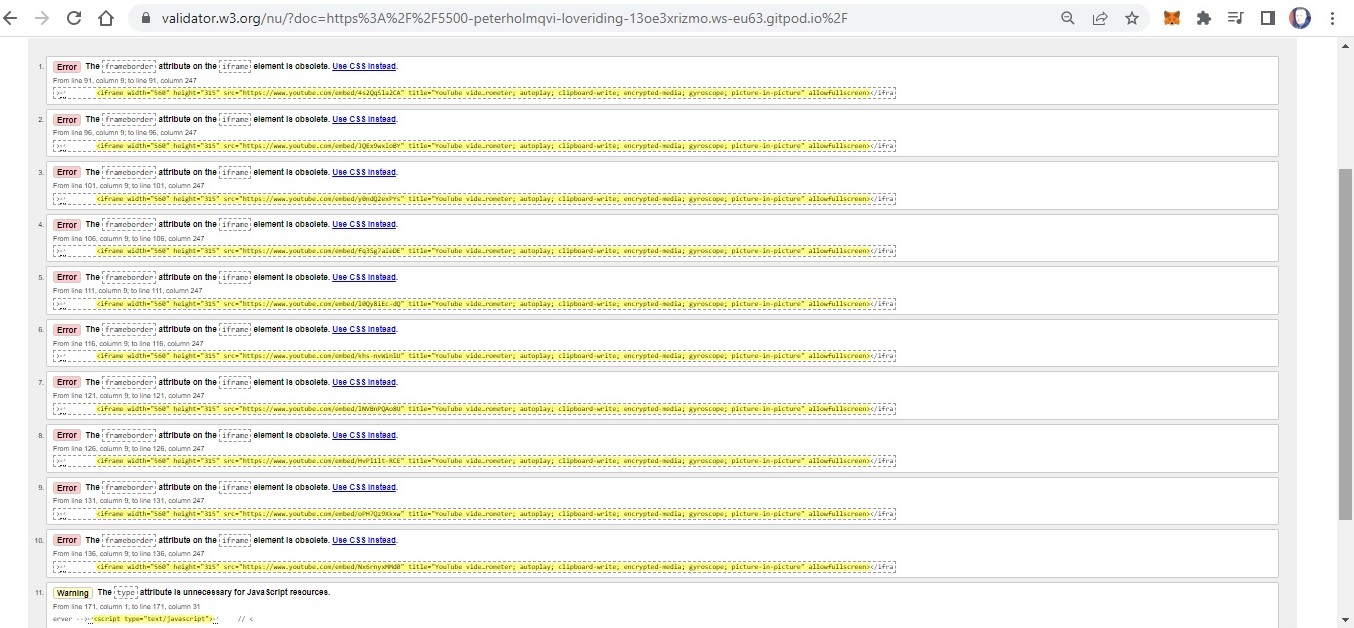 validator.w3.org/nu/?doc=https%3A%2F%2F5500-peterholmqvi-loveriding-13oe3xrizmo.ws-eu63.gitpod.io%2F
1. Error The frameborder attribute on the iframe element is obsolete. Use CSS instead.
From line 91, column 9; to line 91, column 247
<iframe width="560" height="315" src="https://www.youtube.com/embed/ title="YouTube vide…rometer; autoplay; clipboard-write; encrypted-media; gyroscope; picture-in-picture" allowfullscreen></ifra
2. Error The frameborder attribute on the iframe element is obsolete. Use CSS instead.
From line 96, column 9; to line 96, column 247
<iframe width="560" height="315" src="https://www.youtube.com/embed/JQEx9wxioBY" title="YouTube vide…rometer; autoplay; clipboard-write; encrypted-media; gyroscope; picture-in-picture" allowfullscreen></ifra
3. Error The frameborder attribute on the iframe element is obsolete. Use CSS instead.
From line 101, column 9; to line 101, column 247
<iframe width="560" height="315" src="https://www.youtube.com/embed/y0ndQ2exPYs" title="YouTube vide…rometer; autoplay; clipboard-write; encrypted-media; gyroscope; picture-in-picture" allowfullscreen></ifra
4. Error The frameborder attribute on the iframe element is obsolete. Use CSS instead.
From line 106, column 9; to line 106, column 247
<iframe width="560" height="315" src="https://www.youtube.com/embed/Fq3Sg7aieDE" title="YouTube vide…rometer; autoplay; clipboard-write; encrypted-media; gyroscope; picture-in-picture" allowfullscreen></ifra
5. Error The frameborder attribute on the iframe element is obsolete. Use CSS instead.
From line 111, column 9; to line 111, column 247
<iframe width="560" height="315" src="https://www.youtube.com/embed/l0Qy8iEc-dQ" title="YouTube vide…rometer; autoplay; clipboard-write; encrypted-media; gyroscope; picture-in-picture" allowfullscreen></ifra
6. Error The frameborder attribute on the iframe element is obsolete. Use CSS instead.
From line 116, column 9; to line 116, column 247
<iframe width="560" height="315" src="https://www.youtube.com/embed/ title="YouTube vide…rometer; autoplay; clipboard-write; encrypted-media; gyroscope; picture-in-picture" allowfullscreen></ifra
7. Error The frameborder attribute on the iframe element is obsolete. Use CSS instead.
From line 121, column 9; to line 121, column 247
<iframe width="560" height="315" src="https://www.youtube.com/embed/ title="YouTube vide…rometer; autoplay; clipboard-write; encrypted-media; gyroscope; picture-in-picture" allowfullscreen></ifra
8. Error The frameborder attribute on the iframe element is obsolete. Use CSS instead.
From line 126, column 9; to line 126, column 247
<iframe width="560" height="315" src="https://www.youtube.com/embed/ title="YouTube vide…rometer; autoplay; clipboard-write; encrypted-media; gyroscope; picture-in-picture" allowfullscreen></ifra
9. Error The frameborder attribute on the iframe element is obsolete. Use CSS instead.
From line 131, column 9; to line 131, column 247
<iframe width="560" height="315" src="https://www.youtube.com/embed/oPH7Qz9Xkxw" title="YouTube vide…rometer; autoplay; clipboard-write; encrypted-media; gyroscope; picture-in-picture" allowfullscreen></ifra
10. Error The frameborder attribute on the iframe element is obsolete. Use CSS instead.
From line 136, column 9; to line 136, column 247
<iframe width="560" height="315" src="https://www.youtube.com/embed/ title="YouTube vide…rometer; autoplay; clipboard-write; encrypted-media; gyroscope; picture-in-picture" allowfullscreen></ifra
11. Warning The type attribute is unnecessary for JavaScript resources.
From line 171, column 1; to line 171, column 31
erver --><script type="text/javascript"> // <